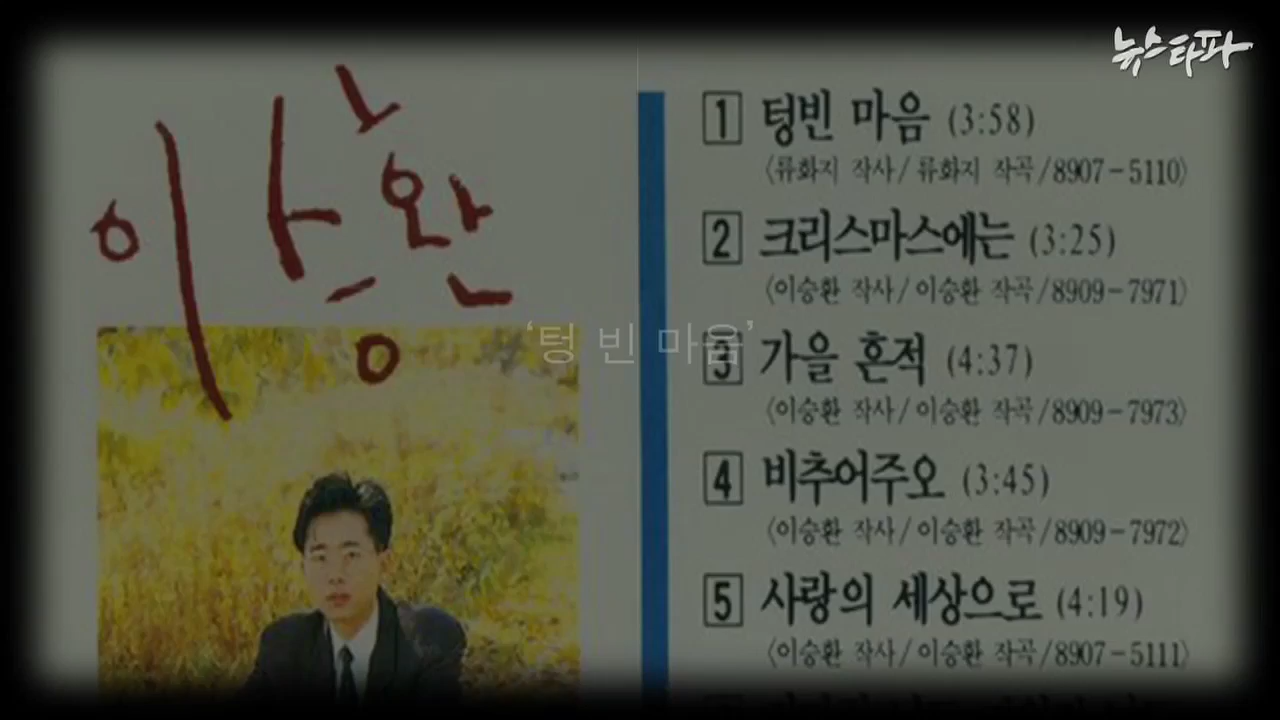 뉴스타파
이승환
'텅 빈 마음'
1 텅빈 마음 (3:58)
〈류화지 작사/류화지 작곡/8907-5110〉
2 크리스마스에는 (3:25)
〈이승환 작사/이승환 작곡/8909-7971〉
3 가을 흔적 (4:37)
〈이승환 작사/이승환 작곡/8909-7973〉
4 비추어주오 (3:45)
〈이승환 작사/이승환 작곡/8909-7972〉
5 사랑의 세상으로 (4:19)
〈이승환 작사/이승환 작곡/8907-5111〉